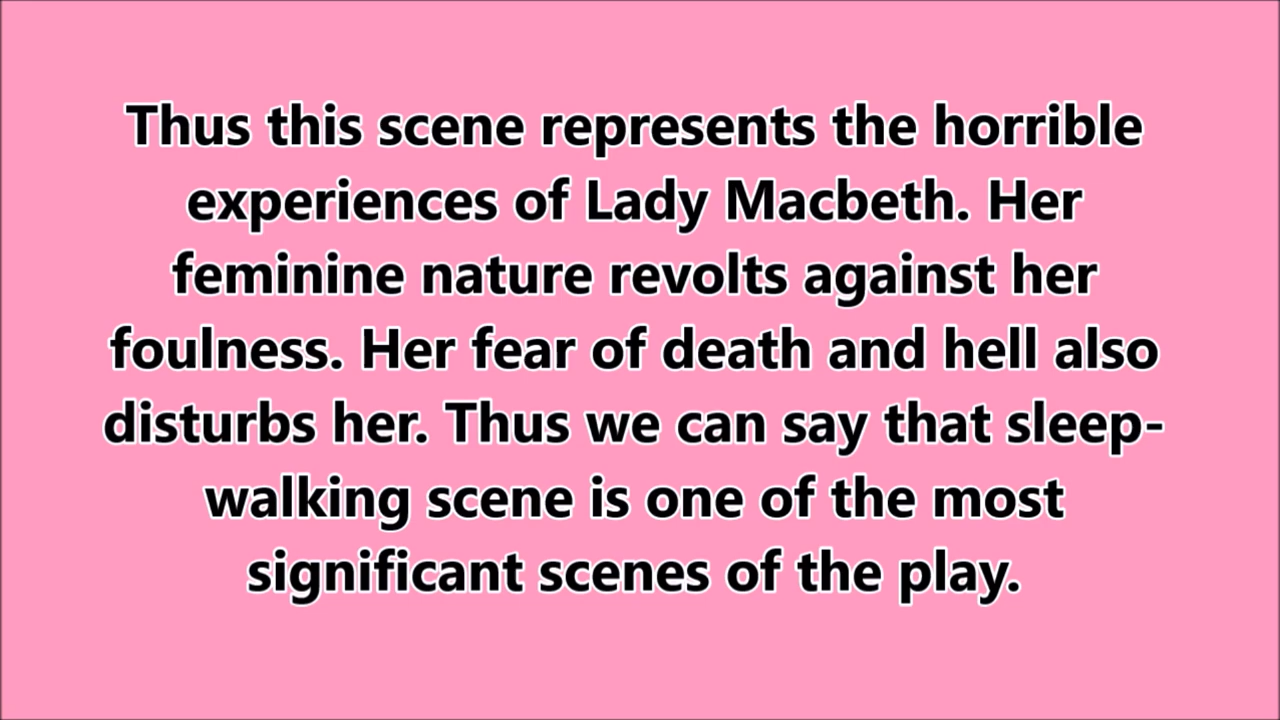 Thus this scene represents the horrible
experiences of Lady Macbeth. Her
feminine nature revolts against her
foulness. Her fear of death and hell also
disturbs her. Thus we can say that sleep-
walking scene is one of the most
significant scenes of the play.